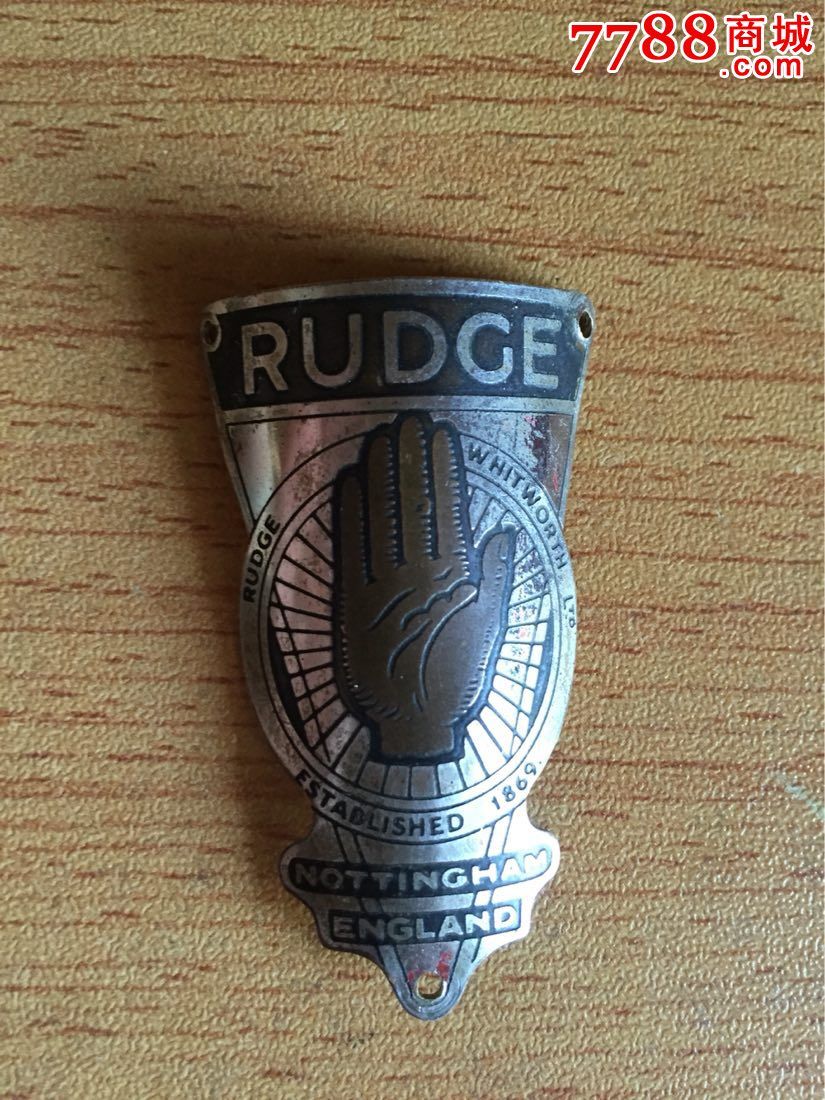 7788商城
.com
RUDGE
RUDGE WHITWORTH LTD.
ESTABLISHED 1869.
NOTTINGHAM
ENGLAND